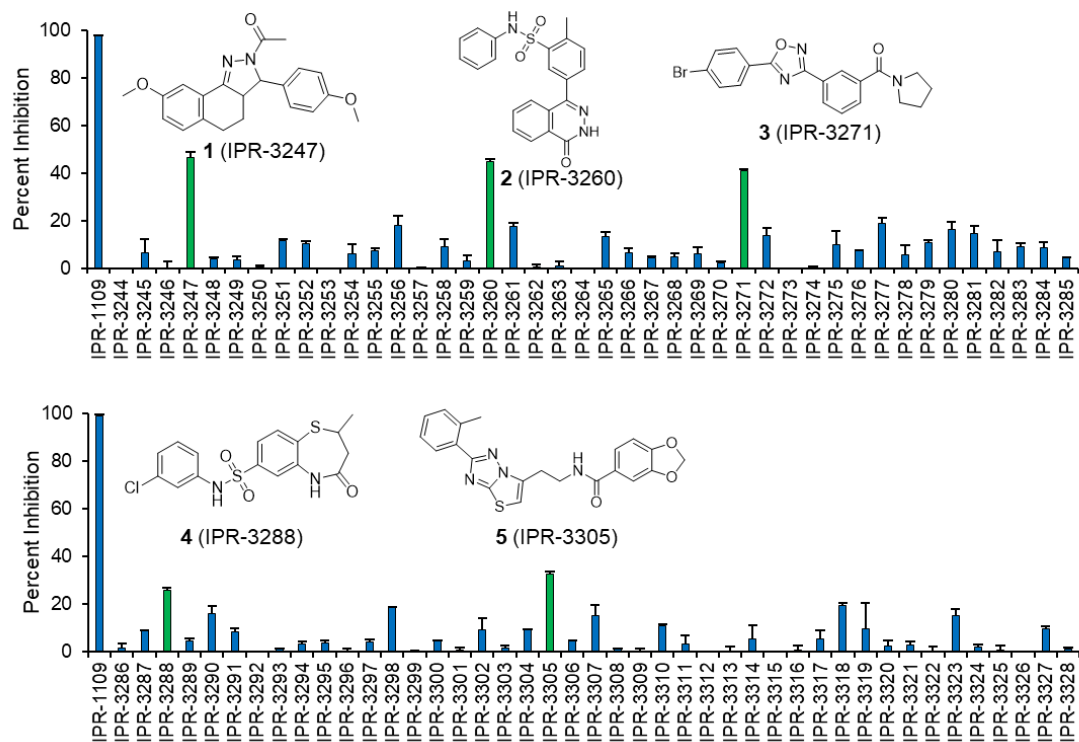 Percent Inhibition
100
80
60
40
20
0
O
N
N
O
O
1 (IPR-3247)
H
N
O
S
O
N
NH
O
2 (IPR-3260)
Br
O
N
N
O
N
3 (IPR-3271)
IPR-1109
IPR-3244
IPR-3245
IPR-3246
IPR-3247
IPR-3248
IPR-3249
IPR-3250
IPR-3251
IPR-3252
IPR-3253
IPR-3254
IPR-3255
IPR-3256
IPR-3257
IPR-3258
IPR-3259
IPR-3260
IPR-3261
IPR-3262
IPR-3263
IPR-3264
IPR-3265
IPR-3266
IPR-3267
IPR-3268
IPR-3269
IPR-3270
IPR-3271
IPR-3272
IPR-3273
IPR-3274
IPR-3275
IPR-3276
IPR-3277
IPR-3278
IPR-3279
IPR-3280
IPR-3281
IPR-3282
IPR-3283
IPR-3284
IPR-3285
Percent Inhibition
100
80
60
40
20
0
Cl
N
H
O
S
O
S
N
H
O
4 (IPR-3288)
N
N
N
S
H
N
O
O
O
5 (IPR-3305)
IPR-1109
IPR-3286
IPR-3287
IPR-3288
IPR-3289
IPR-3290
IPR-3291
IPR-3292
IPR-3293
IPR-3294
IPR-3295
IPR-3296
IPR-3297
IPR-3298
IPR-3299
IPR-3300
IPR-3301
IPR-3302
IPR-3303
IPR-3304
IPR-3305
IPR-3306
IPR-3307
IPR-3308
IPR-3309
IPR-3310
IPR-3311
IPR-3312
IPR-3313
IPR-3314
IPR-3315
IPR-3316
IPR-3317
IPR-3318
IPR-3319
IPR-3320
IPR-3321
IPR-3322
IPR-3323
IPR-3324
IPR-3325
IPR-3326
IPR-3327
IPR-3328